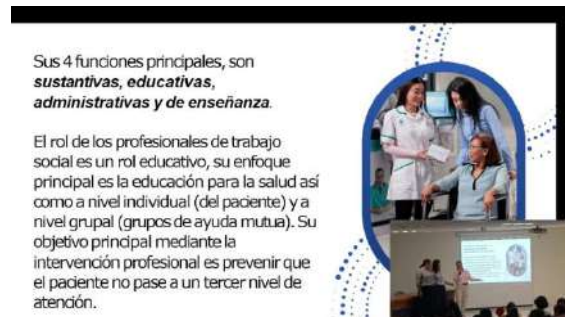 Sus 4 funciones principales, son
sustantivas, educativas,
administrativas y de enseñanza.
El rol de los profesionales de trabajo
social es un rol educativo, su enfoque
principal es la educación para la salud así
como a nivel individual (del paciente) y a
nivel grupal (grupos de ayuda mutua). Su
objetivo principal mediante la
intervención profesional es prevenir que
el paciente no pase a un tercer nivel de
atención.